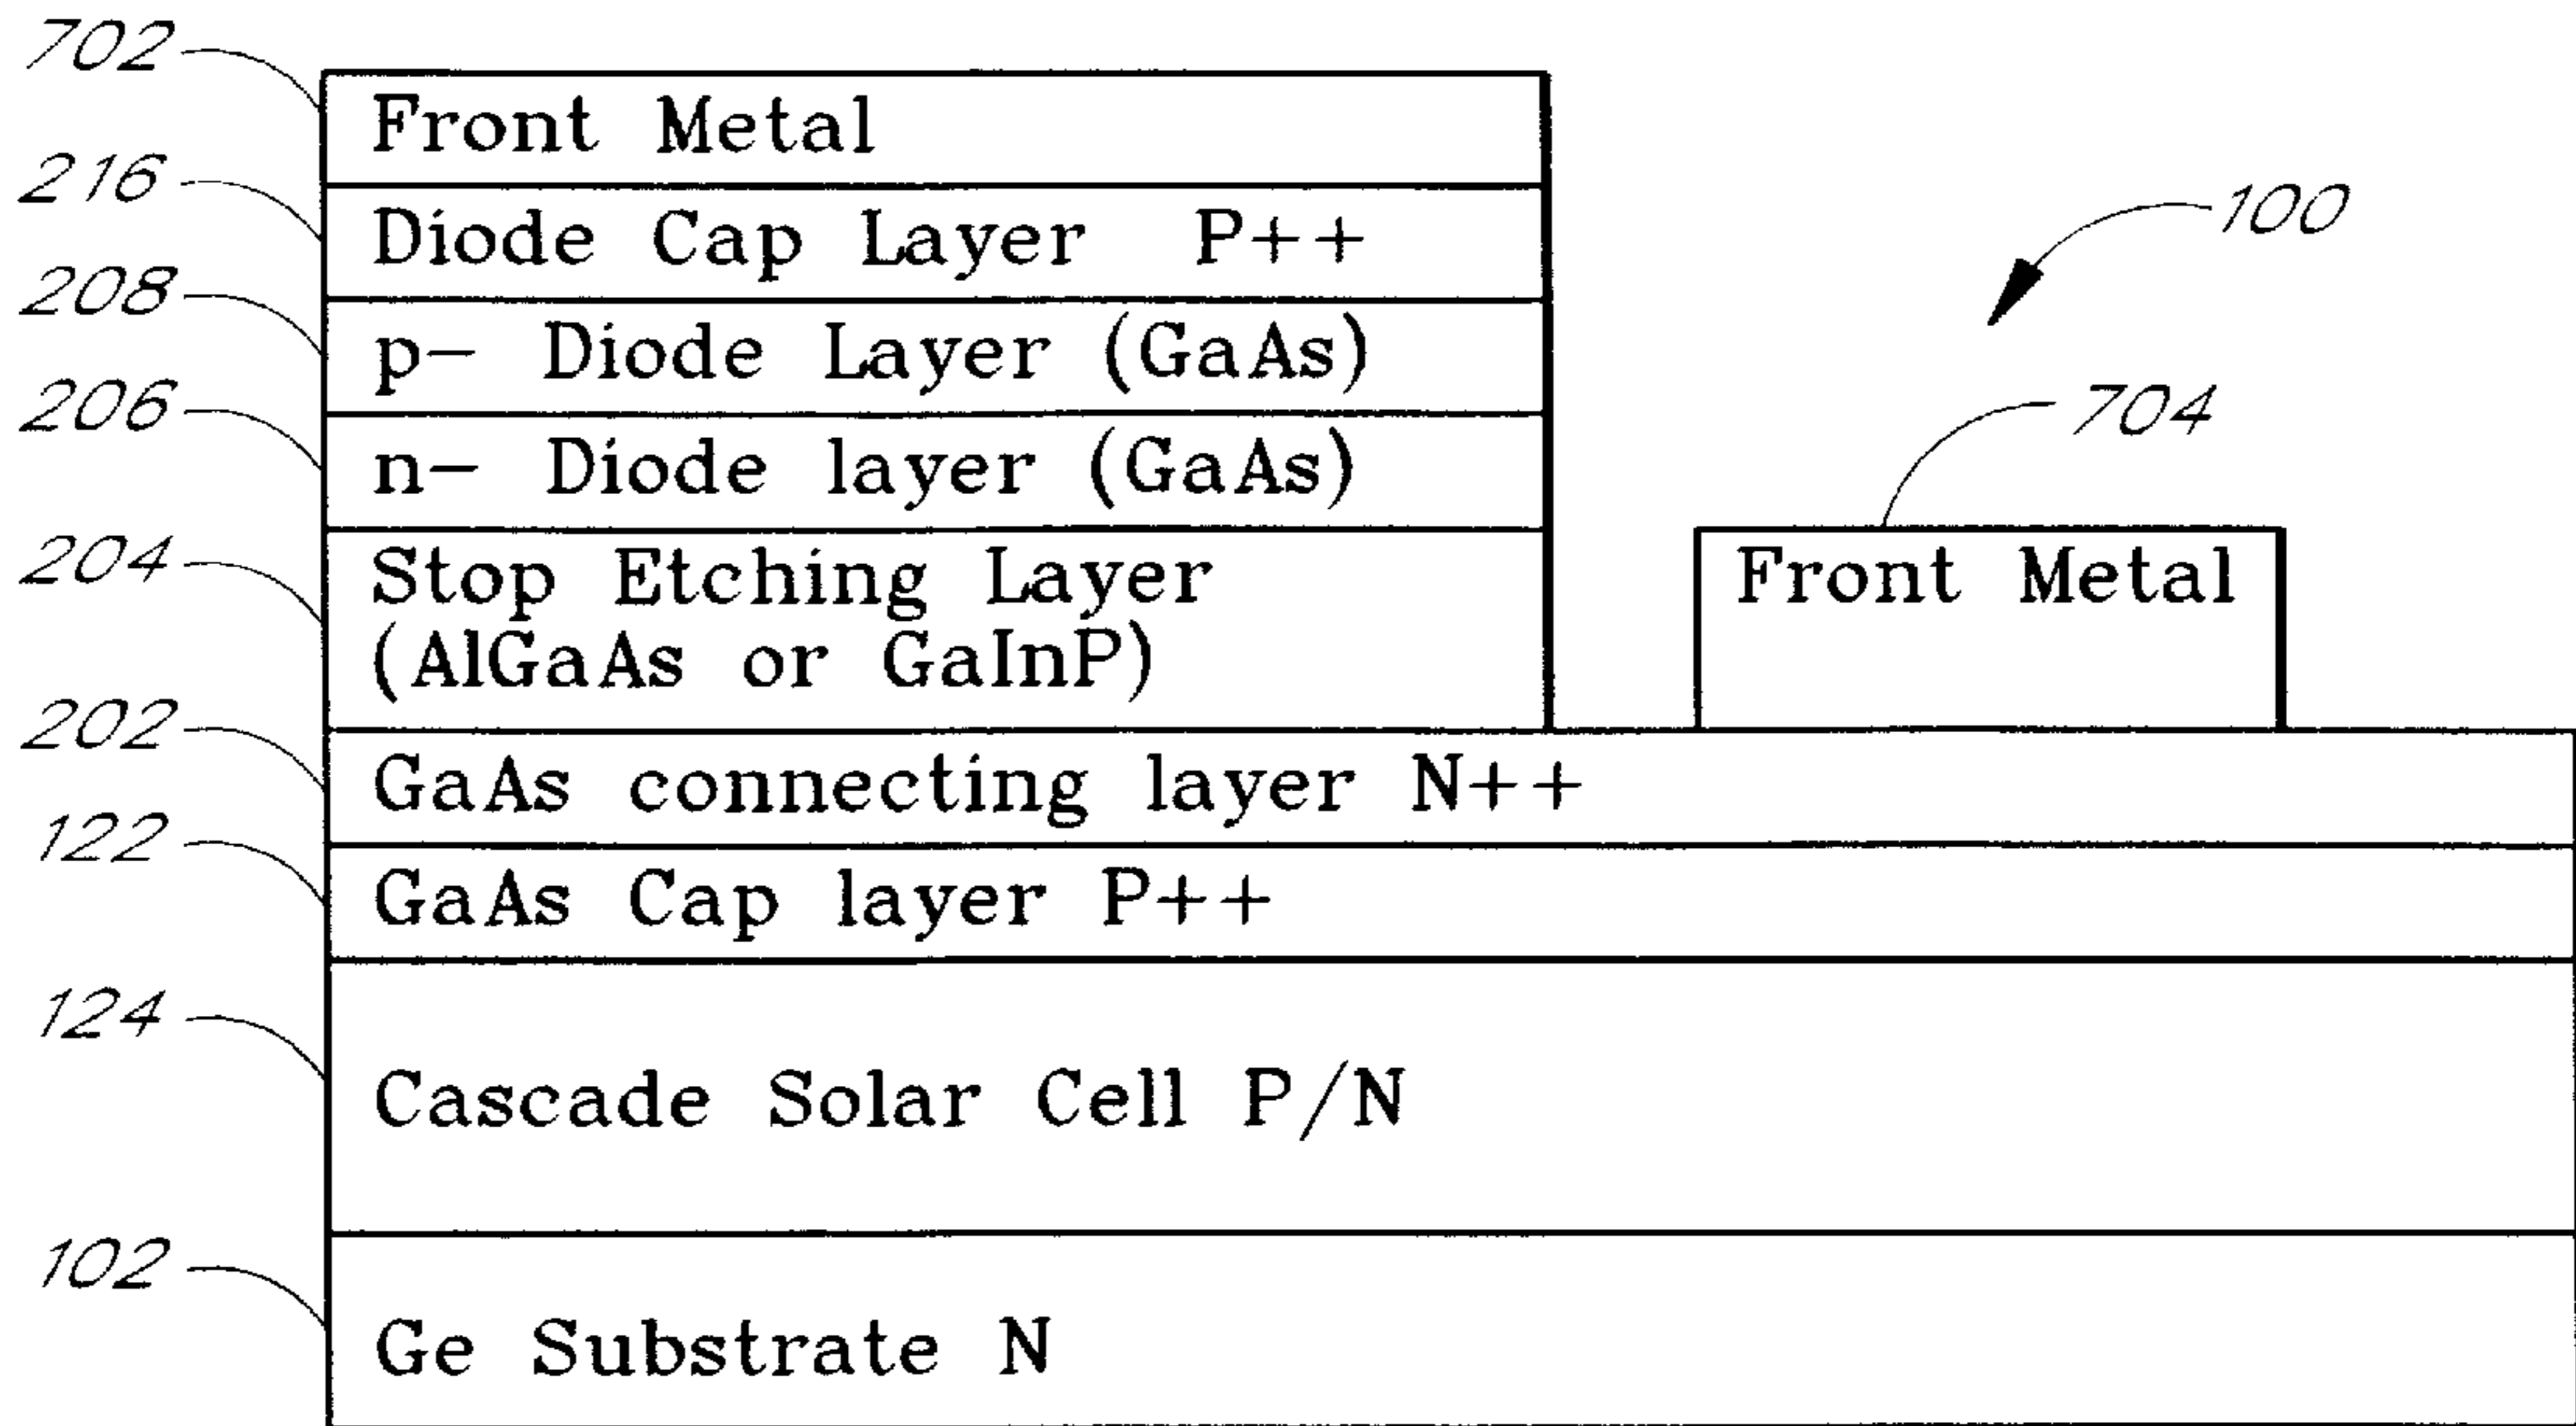 702
Front Metal
216
Diode Cap Layer P++
100
208
p- Diode Layer (GaAs)
206
n- Diode layer (GaAs)
704
204
Stop Etching Layer
(AlGaAs or GaInP)
Front Metal
202
GaAs connecting layer N++
122
GaAs Cap layer P++
124
Cascade Solar Cell P/N
102
Ge Substrate N